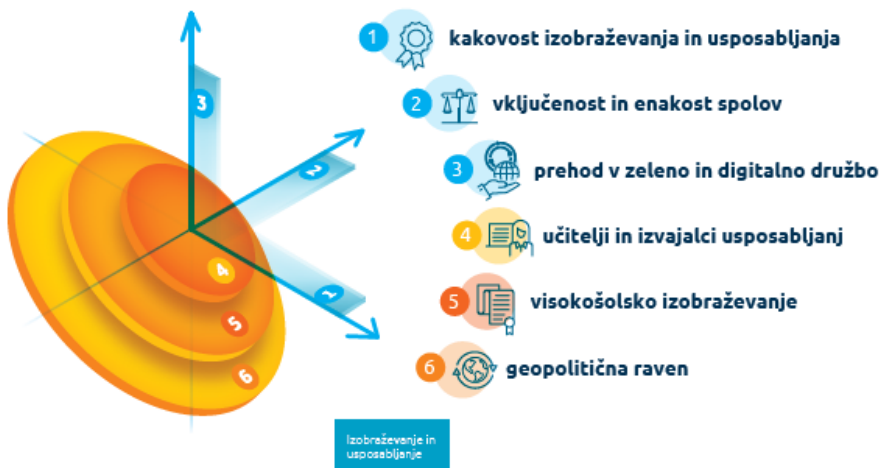 1 kakovost izobraževanja in usposabljanja
2 vključenost in enakost spolov
3 prehod v zeleno in digitalno družbo
4 učitelji in izvajalci usposabljanj
5 visokošolsko izobraževanje
6 geopolitična raven
3
2
1
4
5
6
Izobraževanje in
usposabljanje